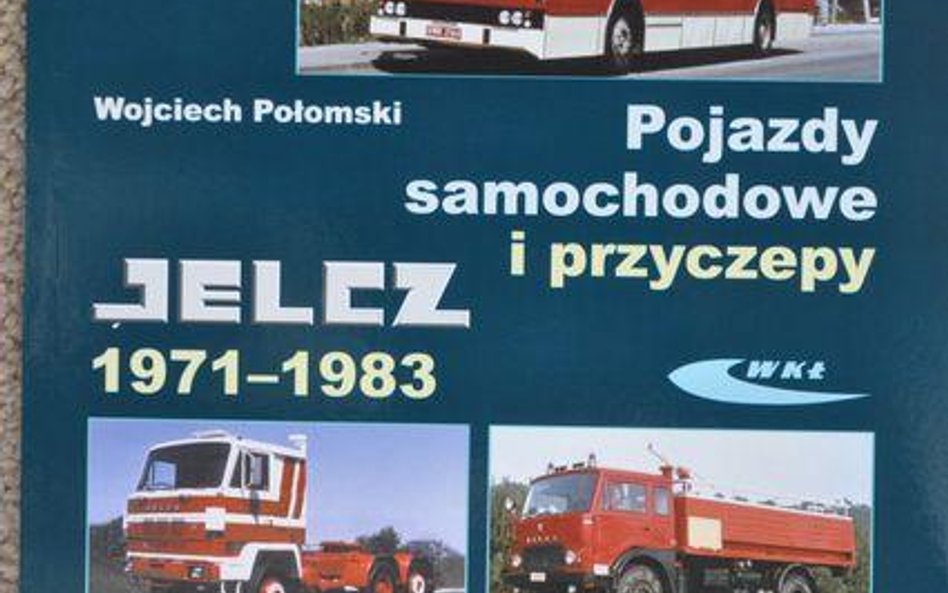 Wojciech Połomski
Pojazdy
samochodowe
i przyczepy
JELCZ
1971–1983
WKŁ